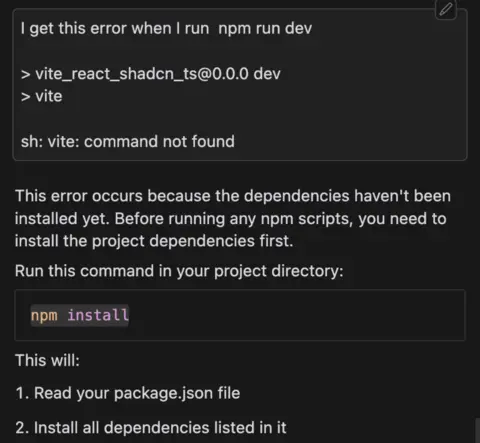 I get this error when I run  npm run dev
> vite_react_shadcn_ts@0.0.0 dev
> vite
sh: vite: command not found
This error occurs because the dependencies haven't been
installed yet. Before running any npm scripts, you need to
install the project dependencies first.
Run this command in your project directory:
npm install
This will:
1. Read your package.json file
2. Install all dependencies listed in it